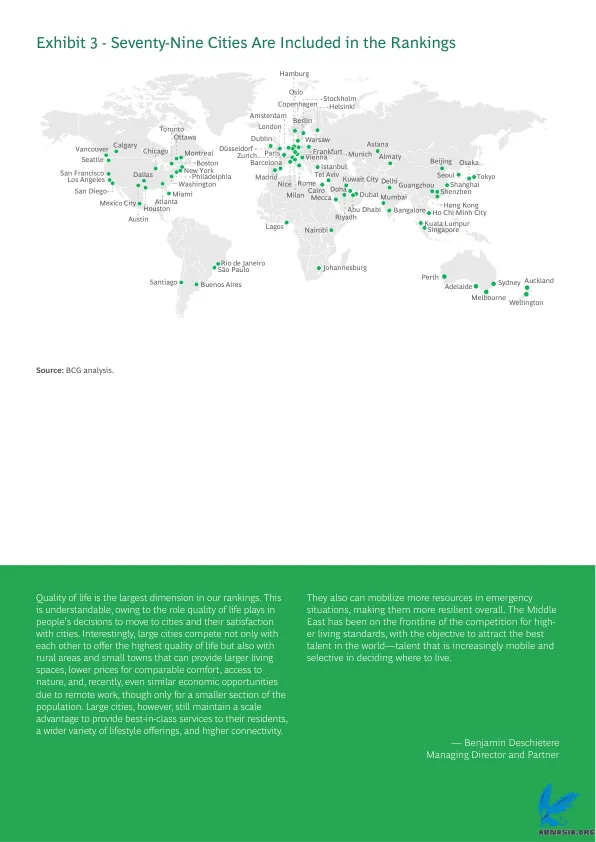 Exhibit 3 - Seventy-Nine Cities Are Included in the Rankings
Hamburg
Oslo
Stockholm
Copenhagen
Helsinki
Amsterdam
Berlin
London
Toronto
Ottawa
Dublin
Warsaw
Calgary
Vancouver
Chicago
Montreal
Düsseldorf
Paris
Frankfurt
Munich
Astana
Seattle
Boston
Zurich
Vienna
Almaty
Beijing
Osaka
San Francisco
Dallas
New York
Barcelona
Istanbul
Los Angeles
Philadelphia
Madrid
Tel Aviv
Kuwait City
Delhi
Seoul
Tokyo
San Diego
Washington
Nice
Rome
Cairo
Doha
Dubai
Guangzhou
Shanghai
Shenzhen
Miami
Milan
Mecca
Mumbai
Mexico City
Atlanta
Houston
Abu Dhabi
Bangalore
Hong Kong
Ho Chi Minh City
Austin
Riyadh
Lagos
Nairobi
Kuala Lumpur
Singapore
Rio de Janeiro
São Paulo
Johannesburg
Santiago
Buenos Aires
Perth
Adelaide
Sydney
Auckland
Melbourne
Wellington
Source: BCG analysis.
Quality of life is the largest dimension in our rankings. This
is understandable, owing to the role quality of life plays in
people’s decisions to move to cities and their satisfaction
with cities. Interestingly, large cities compete not only with
each other to offer the highest quality of life but also with
rural areas and small towns that can provide larger living
spaces, lower prices for comparable comfort, access to
nature, and, recently, even similar economic opportunities
due to remote work, though only for a smaller section of the
population. Large cities, however, still maintain a scale
advantage to provide best-in-class services to their residents,
a wider variety of lifestyle offerings, and higher connectivity.
They also can mobilize more resources in emergency
situations, making them more resilient overall. The Middle
East has been on the frontline of the competition for high-
er living standards, with the objective to attract the best
talent in the world—talent that is increasingly mobile and
selective in deciding where to live.
— Benjamin Deschietere
Managing Director and Partner
ABNASIA.ORG